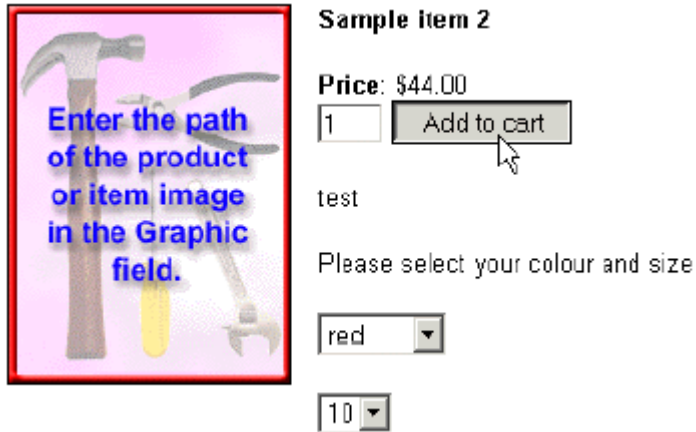 Enter the path
of the product
or item image
in the Graphic
field.
Sample item 2
Price: $44.00
1 Add to cart
test
Please select your colour and size
red
10